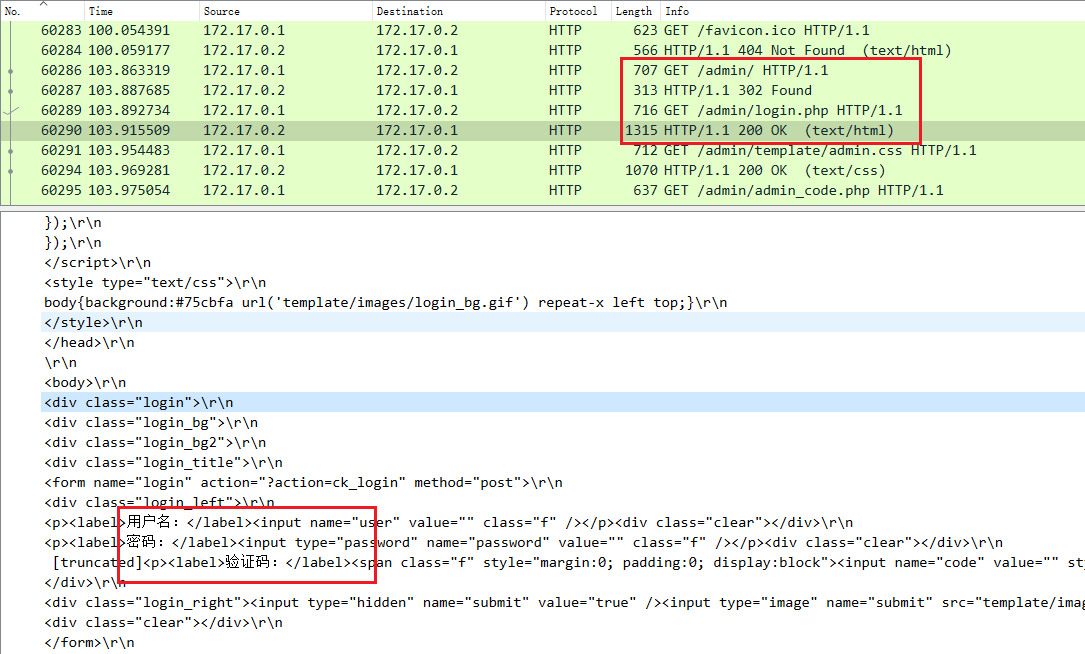 No. Time Source Destination Protocol Length Info
60283 100.054391 172.17.0.1 172.17.0.2 HTTP 623 GET /favicon.ico HTTP/1.1
60284 100.059177 172.17.0.2 172.17.0.1 HTTP 566 HTTP/1.1 404 Not Found (text/html)
60286 103.863319 172.17.0.1 172.17.0.2 HTTP 707 GET /admin/ HTTP/1.1
60287 103.887685 172.17.0.2 172.17.0.1 HTTP 313 HTTP/1.1 302 Found
60289 103.892734 172.17.0.1 172.17.0.2 HTTP 716 GET /admin/login.php HTTP/1.1
60290 103.915509 172.17.0.2 172.17.0.1 HTTP 1315 HTTP/1.1 200 OK (text/html)
60291 103.954483 172.17.0.1 172.17.0.2 HTTP 712 GET /admin/template/admin.css HTTP/1.1
60294 103.969281 172.17.0.2 172.17.0.1 HTTP 1070 HTTP/1.1 200 OK (text/css)
60295 103.975054 172.17.0.1 172.17.0.2 HTTP 637 GET /admin/admin_code.php HTTP/1.1
});\r\n
});\r\n
</script>\r\n
<style type="text/css">\r\n
body{background:#75cbfa url('template/images/login_bg.gif') repeat-x left top;}\r\n
</style>\r\n
</head>\r\n
\r\n
<body>\r\n
<div class="login">\r\n
<div class="login_bg">\r\n
<div class="login_bg2">\r\n
<div class="login_title">\r\n
<form name="login" action="?action=ck_login" method="post">\r\n
<div class="login_left">\r\n
<p><label>用户名：</label><input name="user" value="" class="f" /></p><div class="clear"></div>\r\n
<p><label>密码：</label><input type="password" name="password" value="" class="f" /></p><div class="clear"></div>\r\n
[truncated]<p><label>验证码：</label><span class="f" style="margin:0; padding:0; display:block"><input name="code" value="" sty
</div>\r\n
<div class="login_right"><input type="hidden" name="submit" value="true" /><input type="image" name="submit" src="template/imag
<div class="clear"></div>\r\n
</form>\r\n